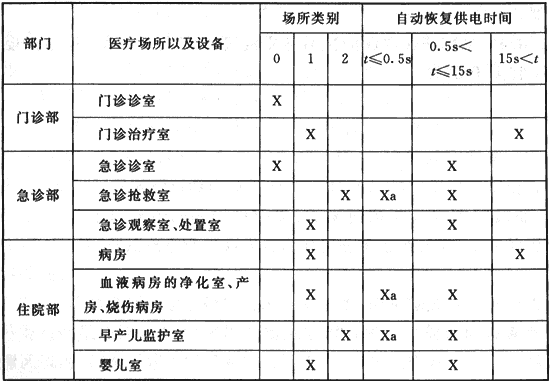 部门 医疗场所以及设备 场所类别 自动恢复供电时间
0 1 2 t≤0.5s 0.5s<t≤15s 15s<t
门诊部
门诊诊室 X
门诊治疗室 X X
急诊部
急诊诊室 X X
急诊抢救室 X Xa X
急诊观察室、处置室 X X
住院部
病房 X X
血液病房的净化室、产
房、烧伤病房 X Xa X
早产儿监护室 X Xa X
婴儿室 X X